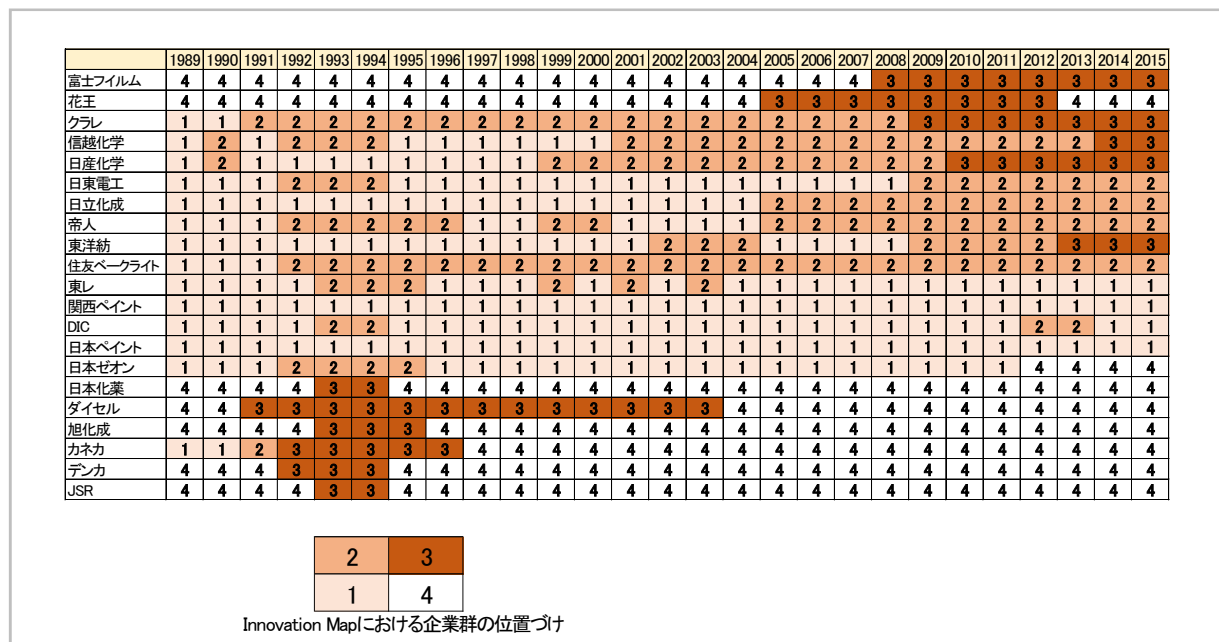 1989 1990 1991 1992 1993 1994 1995 1996 1997 1998 1999 2000 2001 2002 2003 2004 2005 2006 2007 2008 2009 2010 2011 2012 2013 2014 2015
富士フイルム 4 4 4 4 4 4 4 4 4 4 4 4 4 4 4 4 4 4 4 3 3 3 3 3 3 3 3
花王 4 4 4 4 4 4 4 4 4 4 4 4 4 4 4 4 3 3 3 3 3 3 3 3 4 4 4
クラレ 1 1 2 2 2 2 2 2 2 2 2 2 2 2 2 2 2 2 2 2 3 3 3 3 3 3 3
信越化学 1 2 1 2 2 2 1 1 1 1 1 1 2 2 2 2 2 2 2 2 2 2 2 2 2 3 3
日産化学 1 2 1 1 1 1 1 1 1 1 2 2 2 2 2 2 2 2 2 2 2 3 3 3 3 3 3
日東電工 1 1 1 2 2 2 1 1 1 1 1 1 1 1 1 1 1 1 1 1 2 2 2 2 2 2 2
日立化成 1 1 1 1 1 1 1 1 1 1 1 1 1 1 1 1 2 2 2 2 2 2 2 2 2 2 2
帝人 1 1 1 2 2 2 2 2 1 1 2 2 1 1 1 1 2 2 2 2 2 2 2 2 2 2 2
東洋紡 1 1 1 1 1 1 1 1 1 1 1 1 1 2 2 2 1 1 1 1 2 2 2 2 3 3 3
住友ベークライト 1 1 1 2 2 2 2 2 2 2 2 2 2 2 2 2 2 2 2 2 2 2 2 2 2 2 2
東レ 1 1 1 1 2 2 2 1 1 1 2 1 2 1 2 1 1 1 1 1 1 1 1 1 1 1 1
関西ペイント 1 1 1 1 1 1 1 1 1 1 1 1 1 1 1 1 1 1 1 1 1 1 1 1 1 1 1
DIC 1 1 1 1 2 2 1 1 1 1 1 1 1 1 1 1 1 1 1 1 1 1 1 2 2 1 1
日本ペイント 1 1 1 1 1 1 1 1 1 1 1 1 1 1 1 1 1 1 1 1 1 1 1 1 1 1 1
日本ゼオン 1 1 1 2 2 2 2 1 1 1 1 1 1 1 1 1 1 1 1 1 1 1 1 4 4 4 4
日本化薬 4 4 4 4 3 3 4 4 4 4 4 4 4 4 4 4 4 4 4 4 4 4 4 4 4 4 4
ダイセル 4 4 3 3 3 3 3 3 3 3 3 3 3 3 3 4 4 4 4 4 4 4 4 4 4 4 4
旭化成 4 4 4 4 3 3 3 4 4 4 4 4 4 4 4 4 4 4 4 4 4 4 4 4 4 4 4
カネカ 1 1 2 3 3 3 3 3 4 4 4 4 4 4 4 4 4 4 4 4 4 4 4 4 4 4 4
デンカ 4 4 4 3 3 3 4 4 4 4 4 4 4 4 4 4 4 4 4 4 4 4 4 4 4 4 4
JSR 4 4 4 4 3 3 4 4 4 4 4 4 4 4 4 4 4 4 4 4 4 4 4 4 4 4 4
2 3
1 4
Innovation Mapにおける企業群の位置づけ